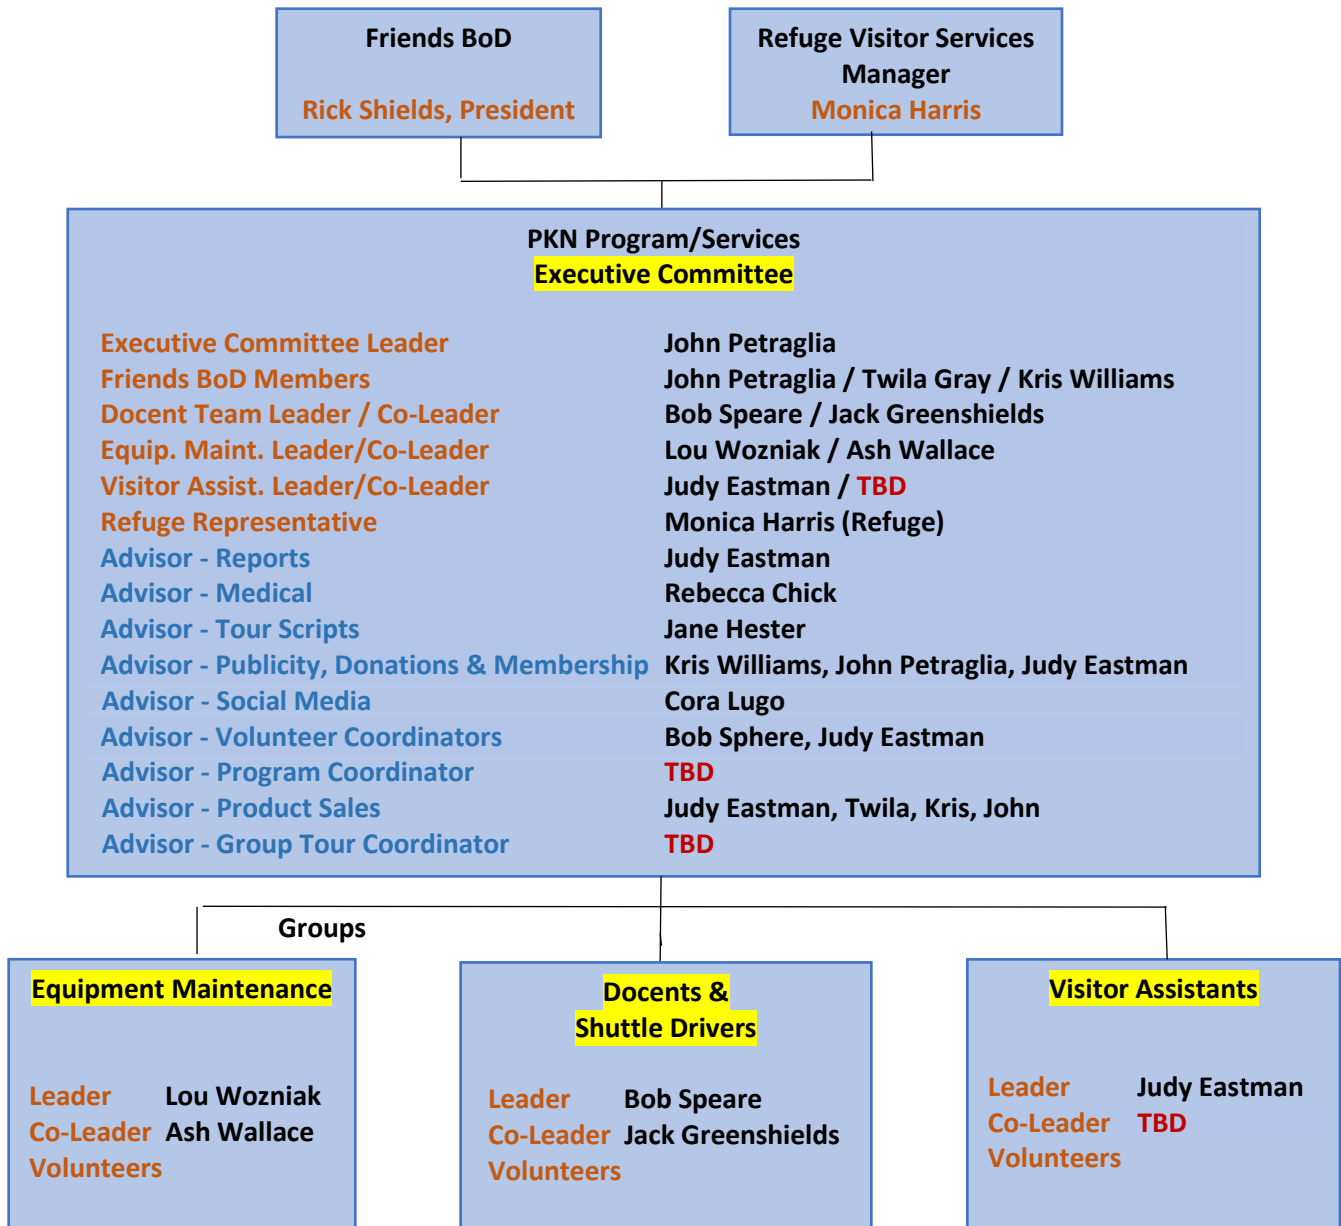 Friends BoD
Rick Shields, President
Refuge Visitor Services
Manager
Monica Harris
PKN Program/Services
Executive Committee
Executive Committee Leader John Petraglia
Friends BoD Members John Petraglia / Twila Gray / Kris Williams
Docent Team Leader / Co-Leader Bob Speare / Jack Greenshields
Equip. Maint. Leader/Co-Leader Lou Wozniak / Ash Wallace
Visitor Assist. Leader/Co-Leader Judy Eastman / TBD
Refuge Representative Monica Harris (Refuge)
Advisor - Reports Judy Eastman
Advisor - Medical Rebecca Chick
Advisor - Tour Scripts Jane Hester
Advisor - Publicity, Donations & Membership Kris Williams, John Petraglia, Judy Eastman
Advisor - Social Media Cora Lugo
Advisor - Volunteer Coordinators Bob Sphere, Judy Eastman
Advisor - Program Coordinator TBD
Advisor - Product Sales Judy Eastman, Twila, Kris, John
Advisor - Group Tour Coordinator TBD
Groups
Equipment Maintenance
Leader Lou Wozniak
Co-Leader Ash Wallace
Volunteers
Docents &
Shuttle Drivers
Leader Bob Speare
Co-Leader Jack Greenshields
Volunteers
Visitor Assistants
Leader Judy Eastman
Co-Leader TBD
Volunteers